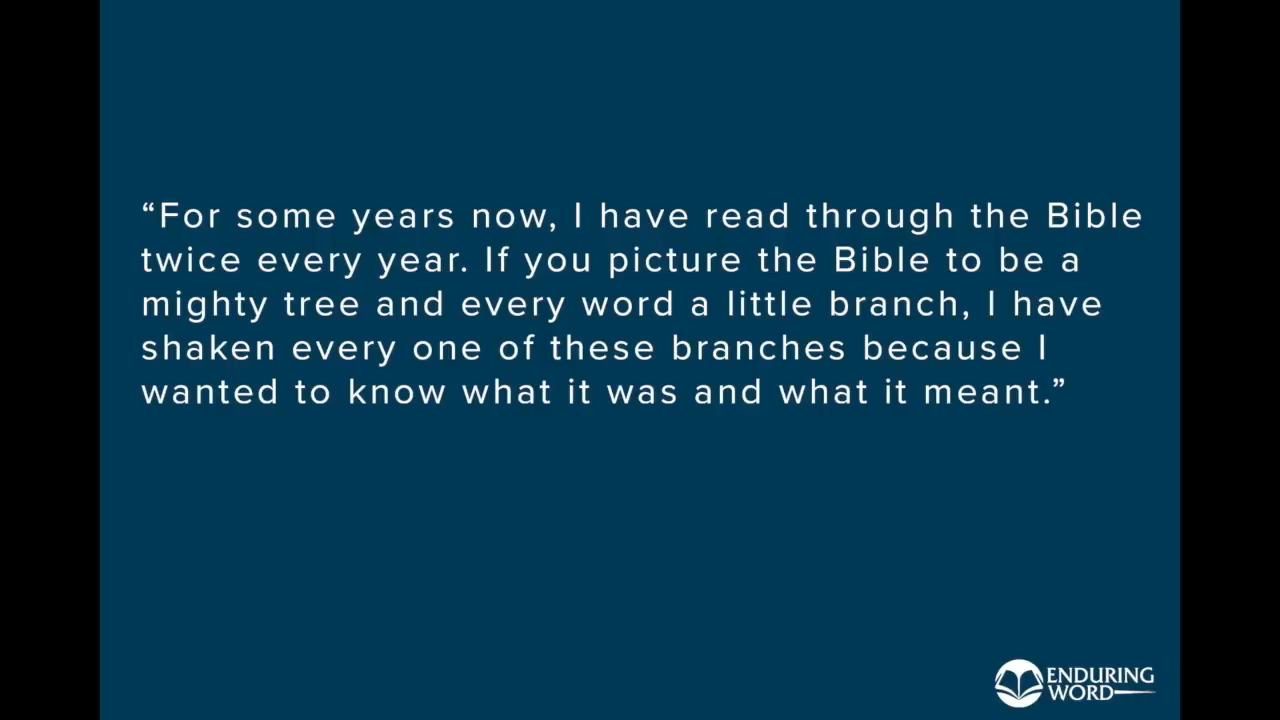 “For some years now, I have read through the Bible
twice every year. If you picture the Bible to be a
mighty tree and every word a little branch, I have
shaken every one of these branches because I
wanted to know what it was and what it meant.”
ENDURING
WORD